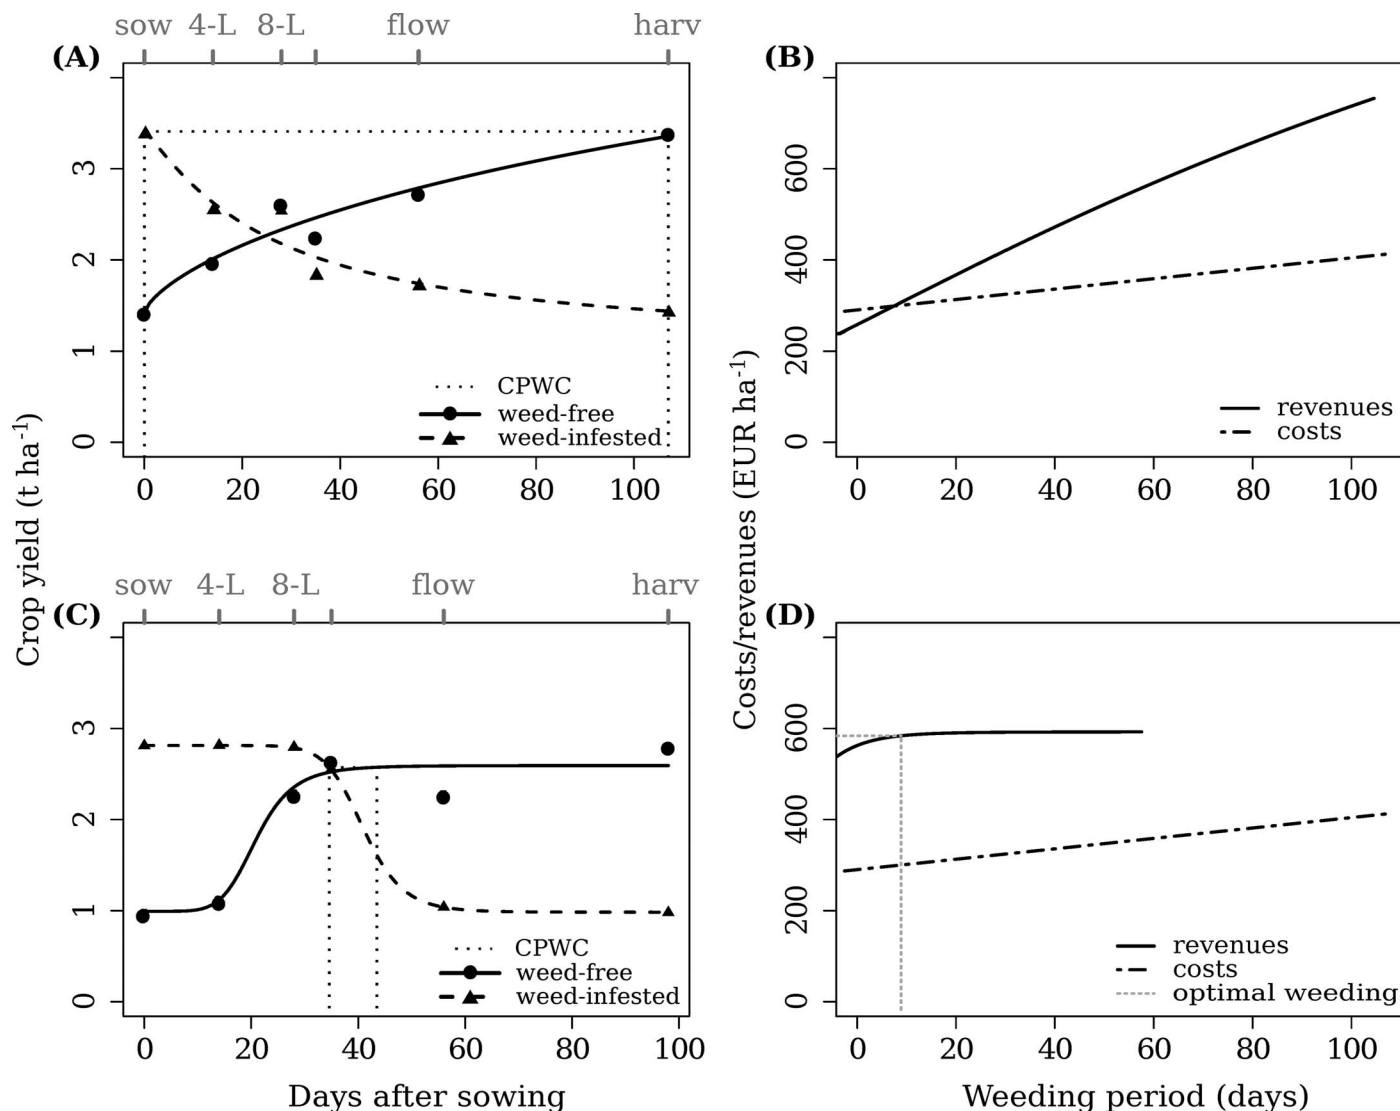 sow 4-L 8-L flow harv
(A)
3
2
1
0
CPWC
weed-free
weed-infested
0 20 40 60 80 100
(B)
600
400
200
0
revenues
costs
0 20 40 60 80 100
Crop yield (t ha-1)
Costs/revenues (EUR ha-1)
sow 4-L 8-L flow harv
(C)
3
2
1
0
CPWC
weed-free
weed-infested
0 20 40 60 80 100
Days after sowing
(D)
600
400
200
0
revenues
costs
optimal weeding
0 20 40 60 80 100
Weeding period (days)